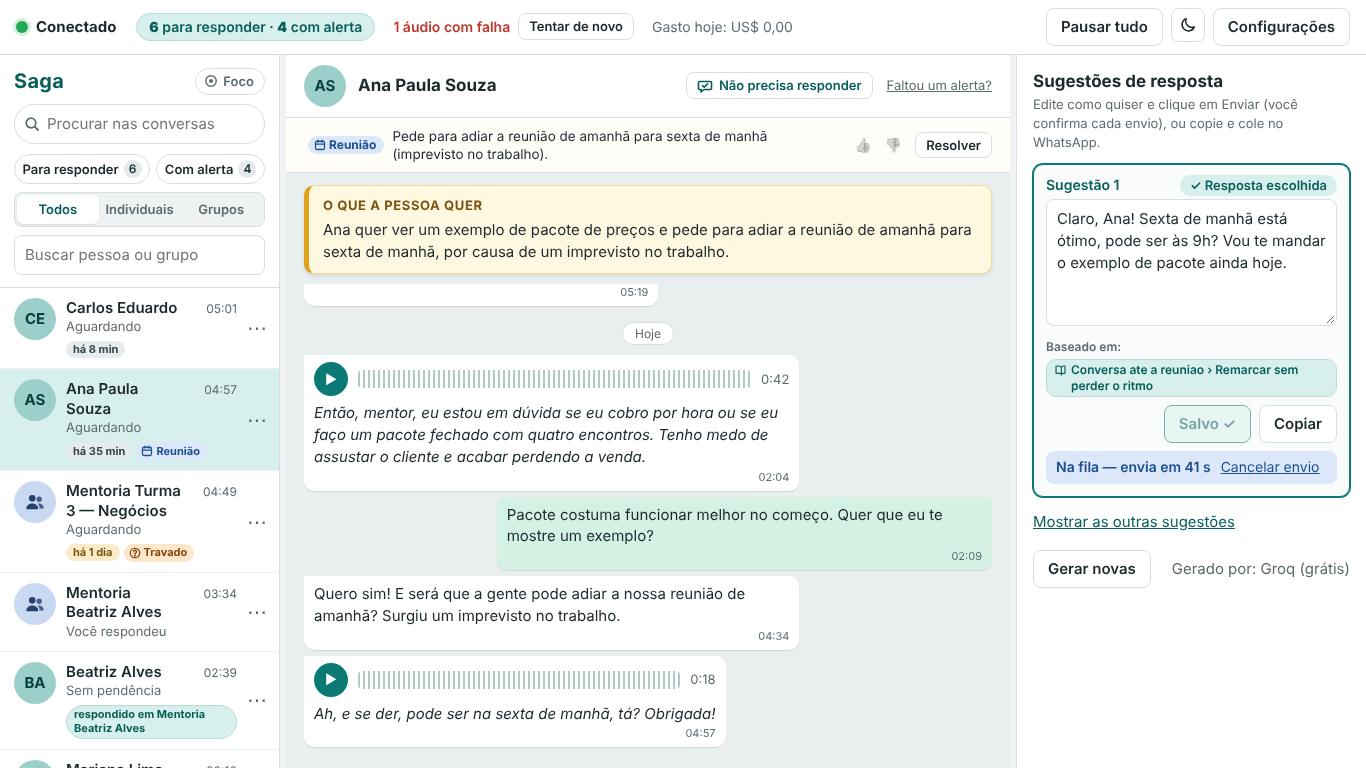 Conectado
6 para responder · 4 com alerta
1 áudio com falha
Tentar de novo
Gasto hoje: US$ 0,00
Pausar tudo
Configurações
Saga
Foco
Procurar nas conversas
Para responder 6
Com alerta 4
Todos
Individuais
Grupos
Buscar pessoa ou grupo
CE
Carlos Eduardo
05:01
Aguardando
há 8 min
AS
Ana Paula
Souza
04:57
Aguardando
há 35 min
Reunião
Mentoria Turma
3 — Negócios
04:49
Aguardando
há 1 dia
Travado
Mentoria
Beatriz Alves
03:34
Você respondeu
BA
Beatriz Alves
02:39
Sem pendência
respondido em Mentoria
Beatriz Alves
AS
Ana Paula Souza
Não precisa responder
Faltou um alerta?
Reunião
Pede para adiar a reunião de amanhã para sexta de manhã
(imprevisto no trabalho).
Resolver
O QUE A PESSOA QUER
Ana quer ver um exemplo de pacote de preços e pede para adiar a reunião de amanhã para
sexta de manhã, por causa de um imprevisto no trabalho.
05:19
Hoje
0:42
Então, mentor, eu estou em dúvida se eu cobro por hora ou se eu
faço um pacote fechado com quatro encontros. Tenho medo de
assustar o cliente e acabar perdendo a venda.
02:04
Pacote costuma funcionar melhor no começo. Quer que eu te
mostre um exemplo?
02:09
Quero sim! E será que a gente pode adiar a nossa reunião de
amanhã? Surgiu um imprevisto no trabalho.
04:34
0:18
Ah, e se der, pode ser na sexta de manhã, tá? Obrigada!
04:57
Sugestões de resposta
Edite como quiser e clique em Enviar (você
confirma cada envio), ou copie e cole no
WhatsApp.
Sugestão 1
Resposta escolhida
Claro, Ana! Sexta de manhã está
ótimo, pode ser às 9h? Vou te mandar
o exemplo de pacote ainda hoje.
Baseado em:
Conversa ate a reuniao › Remarcar sem
perder o ritmo
Salvo ✓
Copiar
Na fila — envia em 41 s
Cancelar envio
Mostrar as outras sugestões
Gerar novas
Gerado por: Groq (grátis)